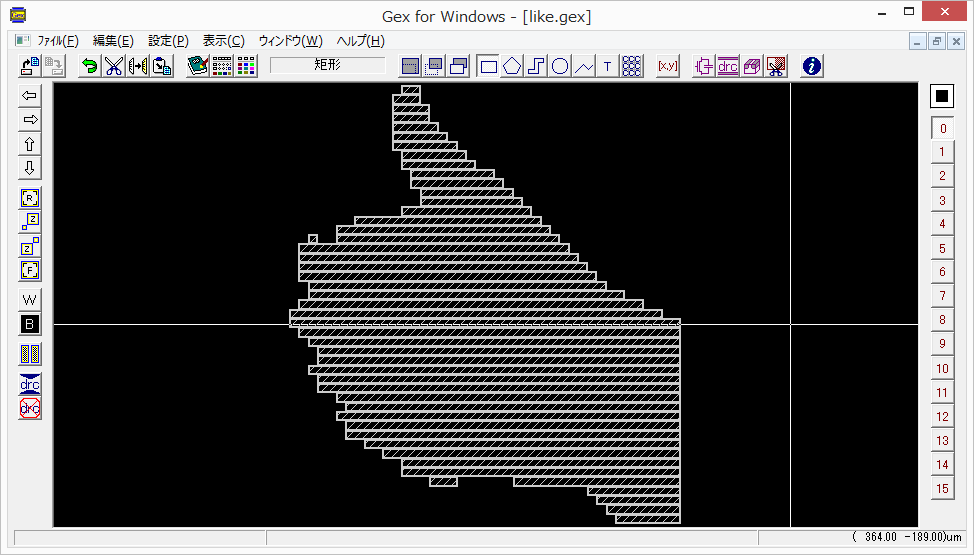 Gex
Gex for Windows - [like.gex]
ﾌｧｲﾙ(F) 編集(E) 設定(P) 表示(C) ウィンドウ(W) ヘルプ(H)
矩形
T
[x,y]
drc
i
R
Z
Z
F
W
B
drc
drc
0
1
2
3
4
5
6
7
8
9
10
11
12
13
14
15
( 364.00 -189.00)um